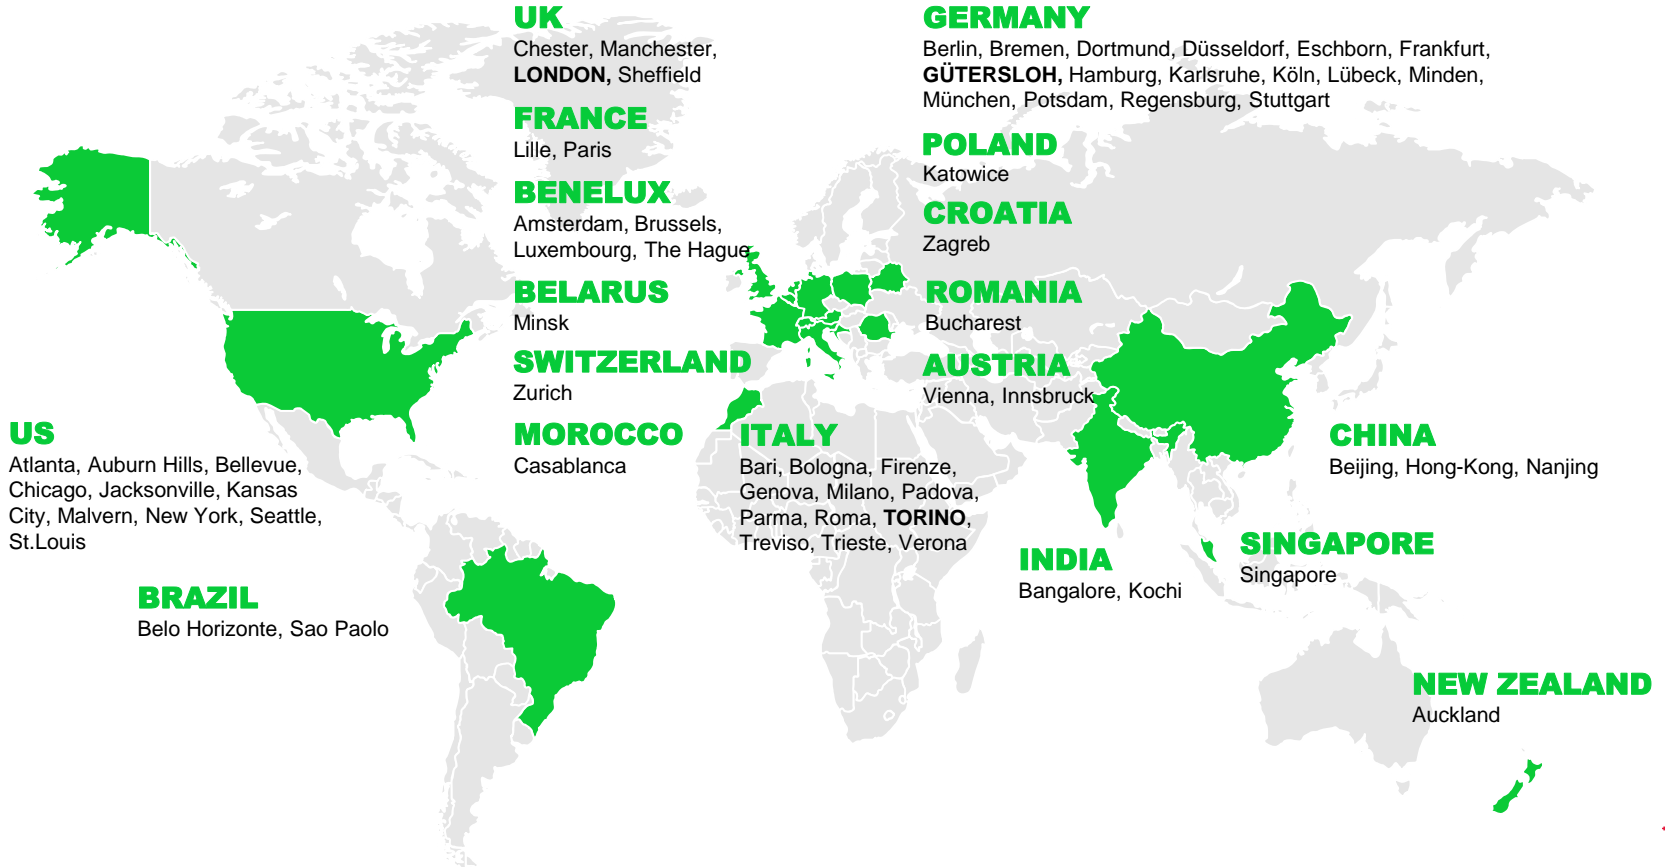 UK
Chester, Manchester,
LONDON, Sheffield
FRANCE
Lille, Paris
BENELUX
Amsterdam, Brussels,
Luxembourg, The Hague
BELARUS
Minsk
SWITZERLAND
Zurich
MOROCCO
Casablanca
GERMANY
Berlin, Bremen, Dortmund, Düsseldorf, Eschborn, Frankfurt,
GÜTERSLOH, Hamburg, Karlsruhe, Köln, Lübeck, Minden,
München, Potsdam, Regensburg, Stuttgart
POLAND
Katowice
CROATIA
Zagreb
ROMANIA
Bucharest
AUSTRIA
Vienna, Innsbruck
US
Atlanta, Auburn Hills, Bellevue,
Chicago, Jacksonville, Kansas
City, Malvern, New York, Seattle,
St.Louis
ITALY
Bari, Bologna, Firenze,
Genova, Milano, Padova,
Parma, Roma, TORINO,
Treviso, Trieste, Verona
CHINA
Beijing, Hong-Kong, Nanjing
INDIA
Bangalore, Kochi
SINGAPORE
Singapore
BRAZIL
Belo Horizonte, Sao Paolo
NEW ZEALAND
Auckland